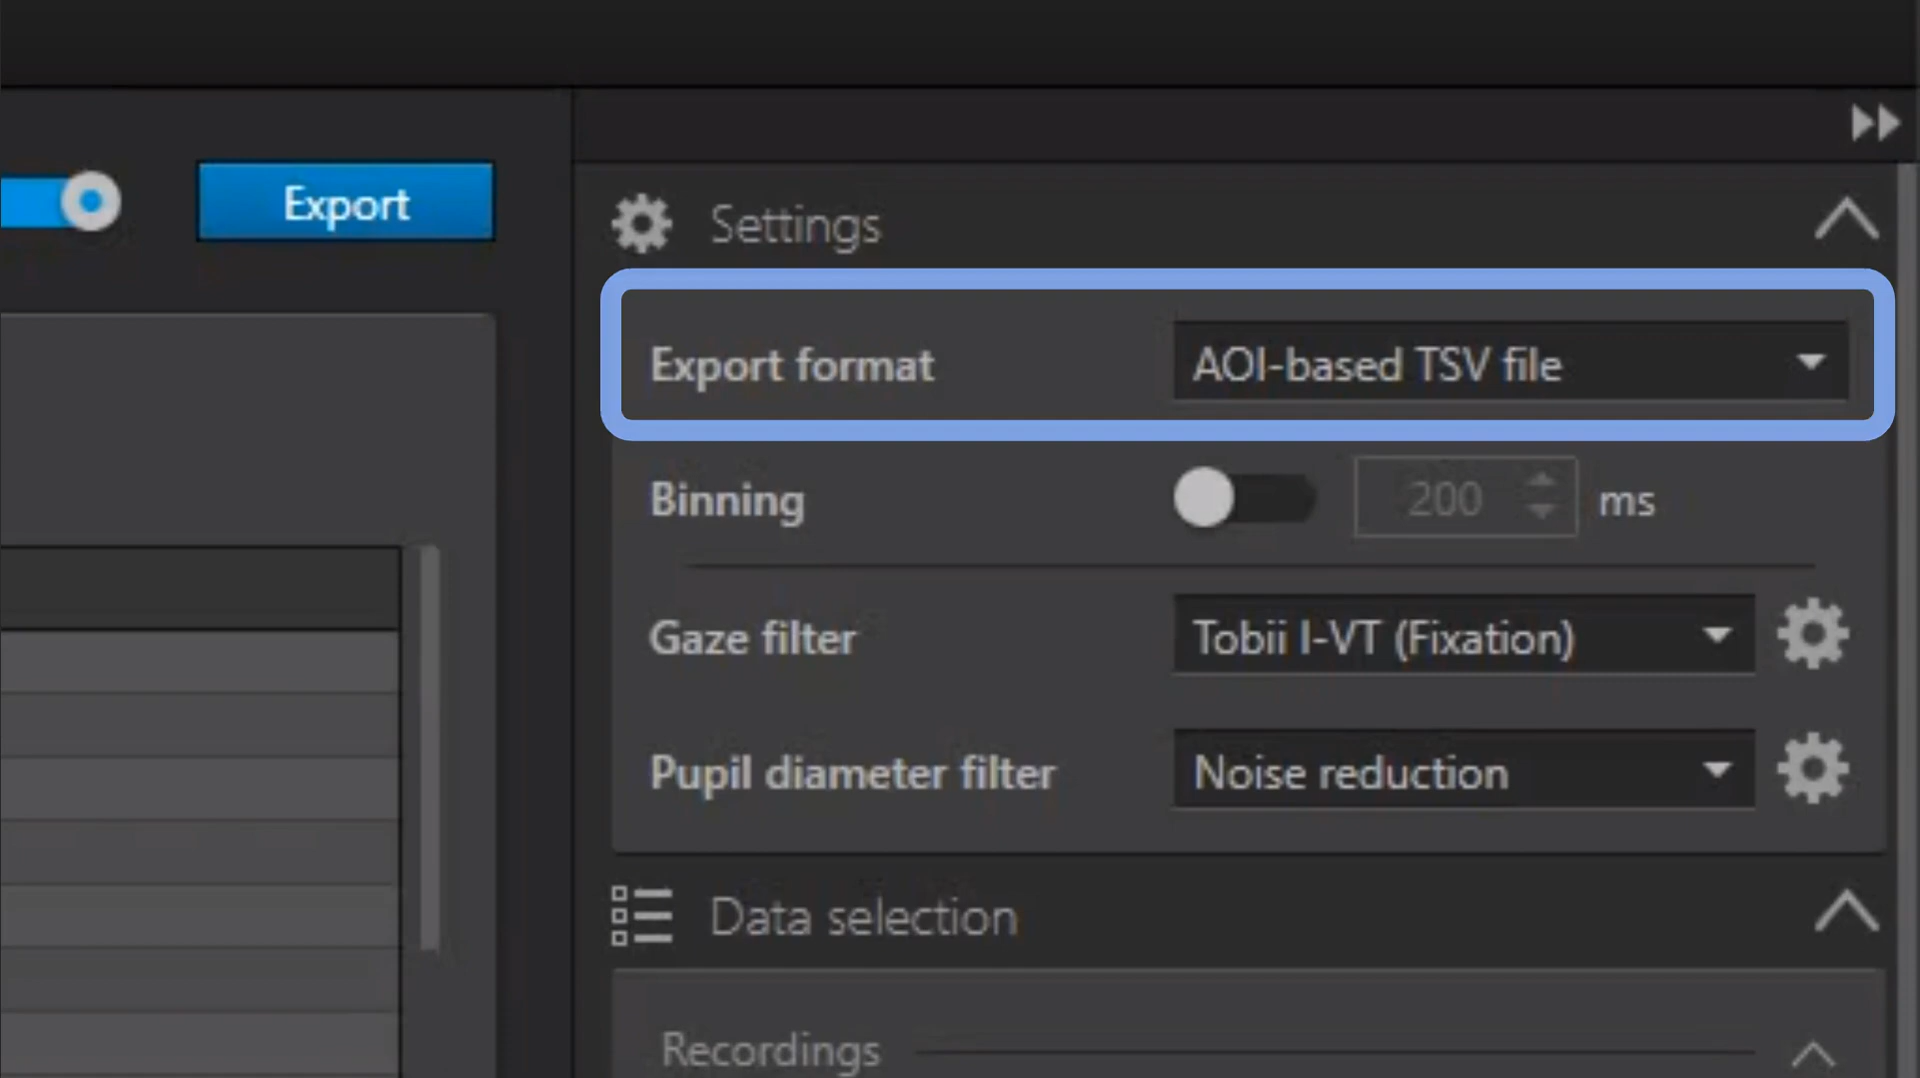 Export
Settings
Export format AOI-based TSV file
Binning 200 ms
Gaze filter Tobii I-VT (Fixation)
Pupil diameter filter Noise reduction
Data selection
Recordings